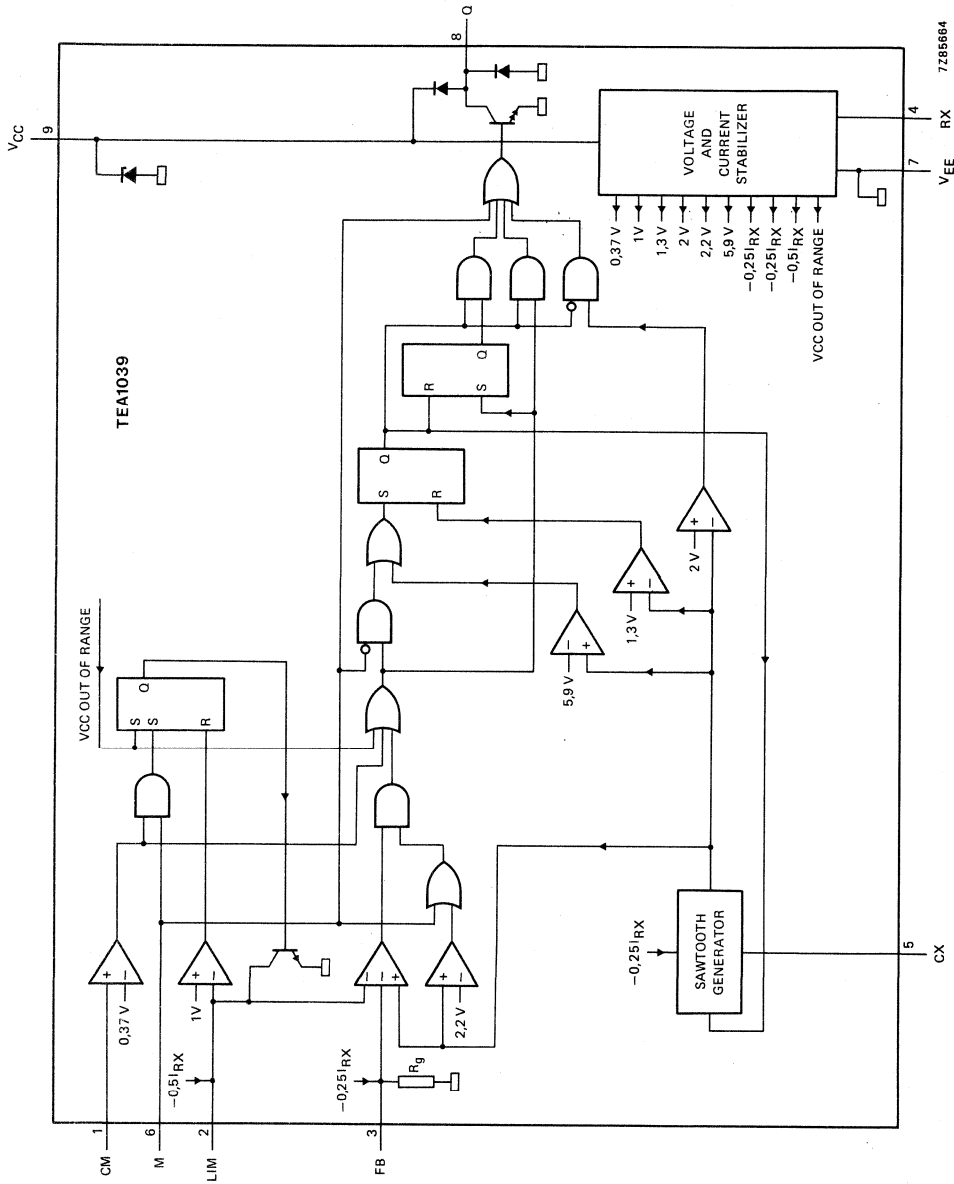 7Z85664
TEA1039
Q
8
9
VCC
VOLTAGE
AND
CURRENT
STABILIZER
4
RX
7
VEE
0,37 V
1V
1,3 V
2 V
2,2 V
5,9 V
−0,25IRX
−0,25IRX
−0,5IRX
VCC OUT OF RANGE
Q
R
S
Q
S
R
VCC OUT OF RANGE
Q
S
S
R
5,9 V
−
+
1,3V
+
−
2 V
+
−
+
−
0,37 V
+
−
1V
−
−
+
+
−
2,2 V
−0,5IRX
−0,25IRX
Rg
−0,25IRX
SAWTOOTH
GENERATOR
5
CX
1
CM
6
M
2
LIM
3
FB